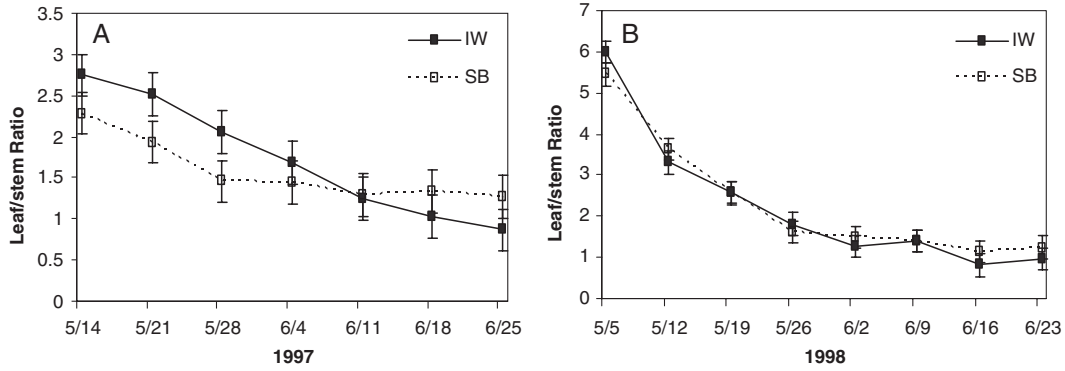 A
IW
SB
Leaf/stem Ratio
3.5
3
2.5
2
1.5
1
0.5
0
5/14 5/21 5/28 6/4 6/11 6/18 6/25
1997
B
IW
SB
Leaf/stem Ratio
7
6
5
4
3
2
1
0
5/5 5/12 5/19 5/26 6/2 6/9 6/16 6/23
1998